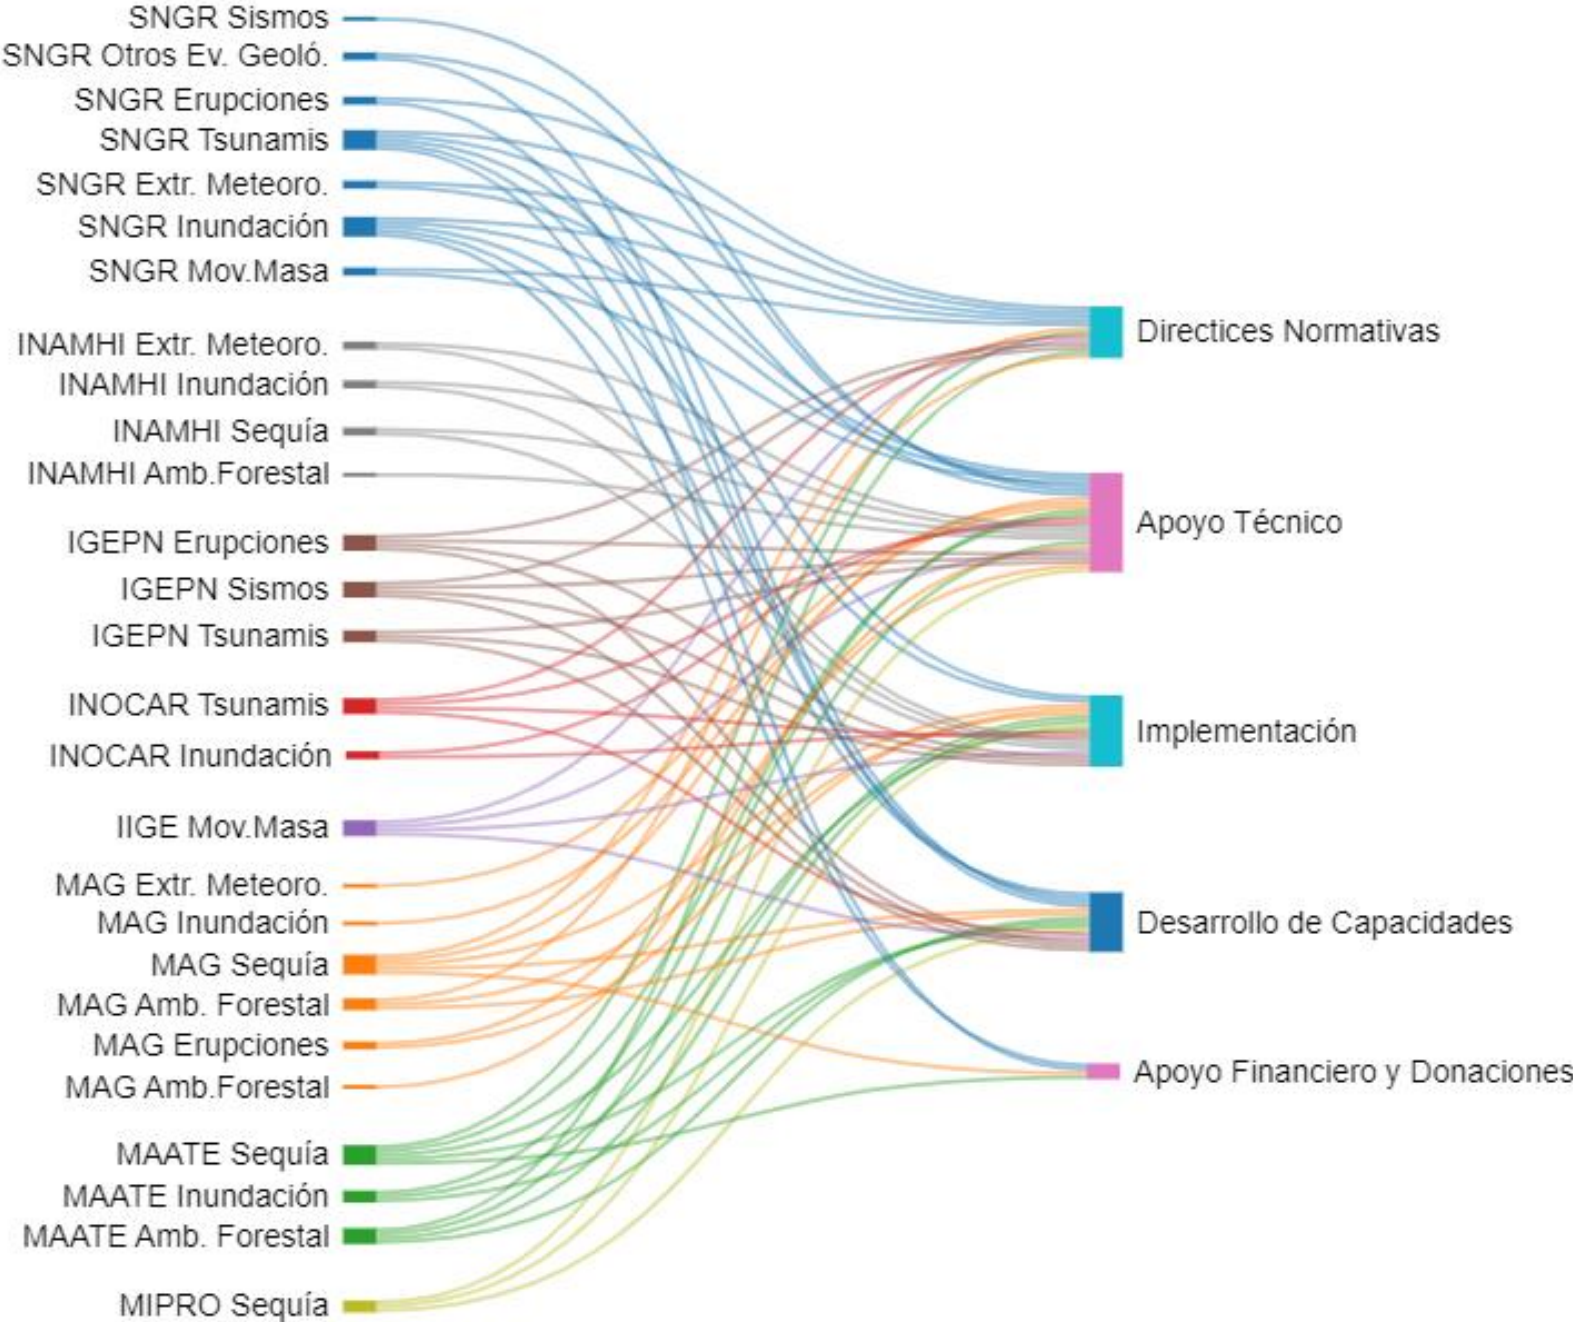 SNGR Sismos
SNGR Otros Ev. Geoló.
SNGR Erupciones
SNGR Tsunamis
SNGR Extr. Meteoro.
SNGR Inundación
SNGR Mov.Masa
INAMHI Extr. Meteoro.
INAMHI Inundación
INAMHI Sequía
INAMHI Amb.Forestal
IGEPN Erupciones
IGEPN Sismos
IGEPN Tsunamis
INOCAR Tsunamis
INOCAR Inundación
IIGE Mov.Masa
MAG Extr. Meteoro.
MAG Inundación
MAG Sequía
MAG Amb. Forestal
MAG Erupciones
MAG Amb.Forestal
MAATE Sequía
MAATE Inundación
MAATE Amb. Forestal
MIPRO Sequía
Directices Normativas
Apoyo Técnico
Implementación
Desarrollo de Capacidades
Apoyo Financiero y Donaciones